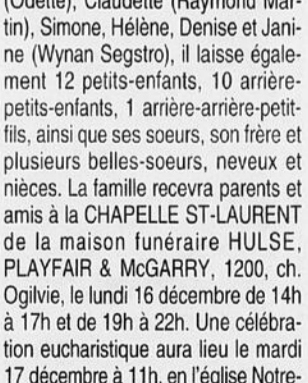 (Odette), Claudette (Raymond Mar-
tin), Simone, Hélène, Denise et Jani-
ne (Wynan Segstro), il laisse égale-
ment 12 petits-enfants, 10 arrière-
petits-enfants, 1 arrière-arrière-petit-
fils, ainsi que ses soeurs, son frère et
plusieurs belles-soeurs, neveux et
nièces. La famille recevra parents et
amis à la CHAPELLE ST-LAURENT
de la maison funéraire HULSE,
PLAYFAIR & McGARRY, 1200, ch.
Ogilvie, le lundi 16 décembre de 14h
à 17h et de 19h à 22h. Une célébra-
tion eucharistique aura lieu le mardi
17 décembre à 11h, en l'église Notre-